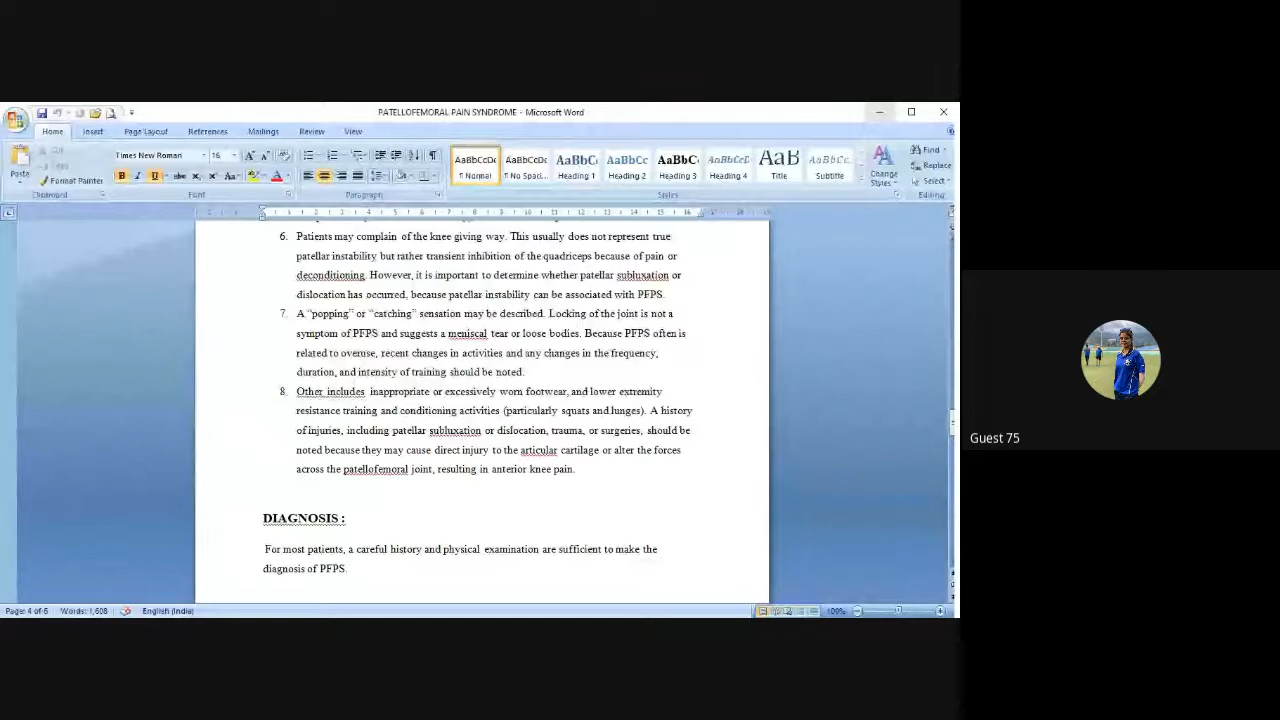 PATELLOFEMORAL PAIN SYNDROME - Microsoft Word
Home Insert Page Layout References Mailings Review View
Cut
Paste
Format Painter
Times New Roman 16
AaBbCcDc AaBbCcDc AaBbC AaBbCc AaBbC AaBbCcD AaB AaBbCc
¶ Normal ¶ No Spaci... Heading 1 Heading 2 Heading 3 Heading 4 Title Subtitle
Change Styles
Find
Replace
Select
Clipboard Font Paragraph Styles Editing
6. Patients may complain of the knee giving way. This usually does not represent true
patellar instability but rather transient inhibition of the quadriceps because of pain or
deconditioning. However, it is important to determine whether patellar subluxation or
dislocation has occurred, because patellar instability can be associated with PFPS.
7. A “popping” or “catching” sensation may be described. Locking of the joint is not a
symptom of PFPS and suggests a meniscal tear or loose bodies. Because PFPS often is
related to overuse, recent changes in activities and any changes in the frequency,
duration, and intensity of training should be noted.
8. Other includes inappropriate or excessively worn footwear, and lower extremity
resistance training and conditioning activities (particularly squats and lunges). A history
of injuries, including patellar subluxation or dislocation, trauma, or surgeries, should be
noted because they may cause direct injury to the articular cartilage or alter the forces
across the patellofemoral joint, resulting in anterior knee pain.
DIAGNOSIS :
For most patients, a careful history and physical examination are sufficient to make the
diagnosis of PFPS.
Page: 4 of 6 Words: 1,608 English (India) 100%
Guest 75